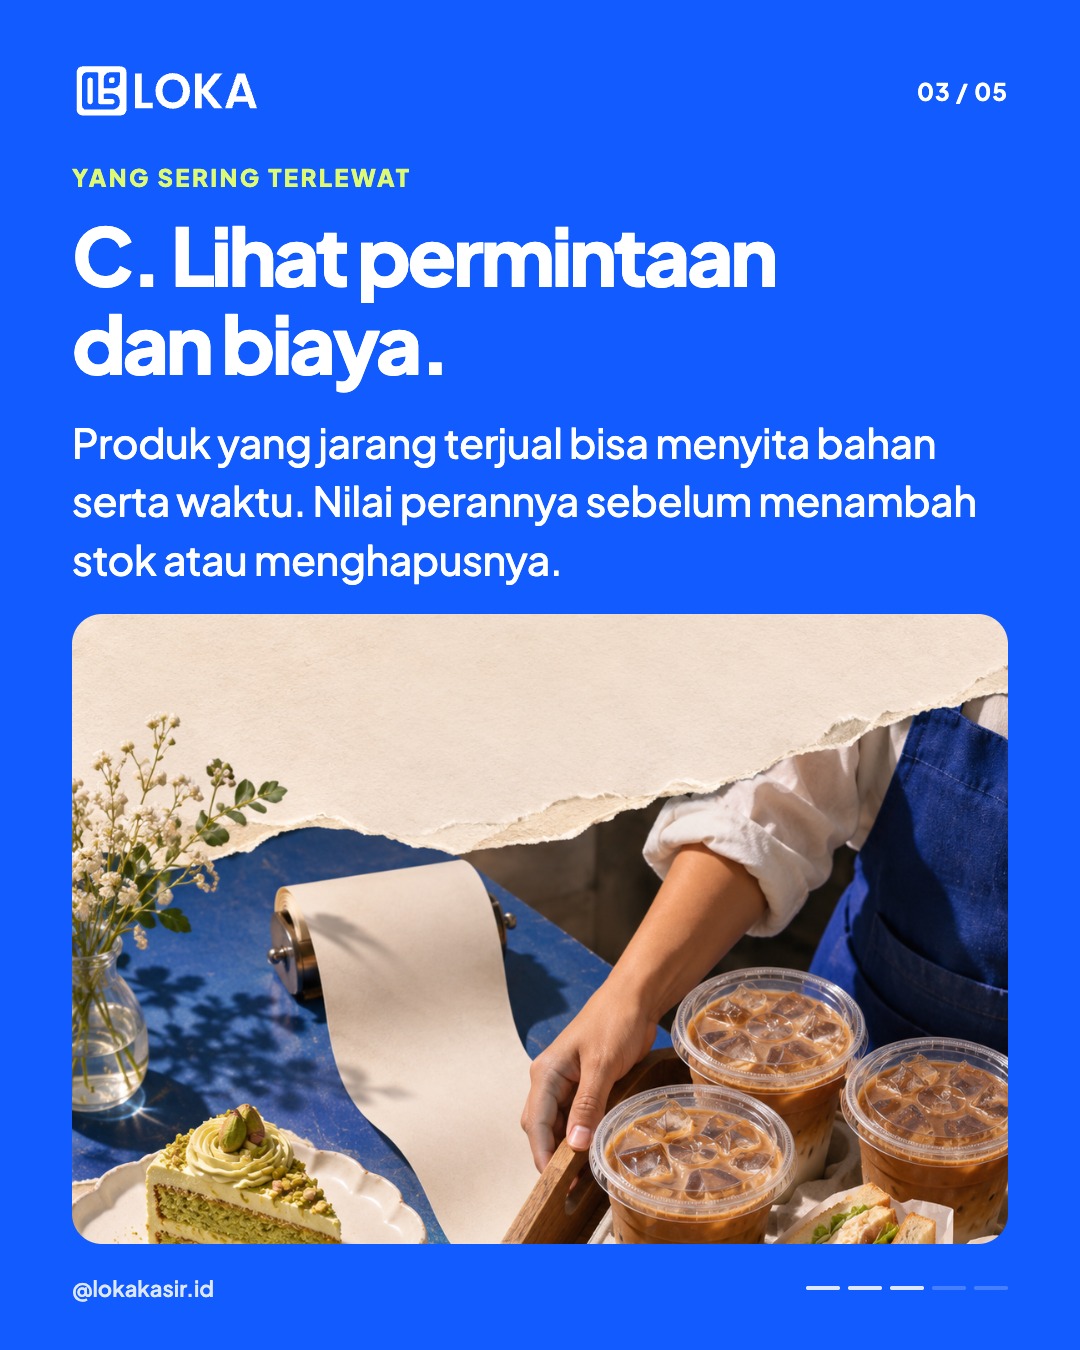 LOKA
03 / 05
YANG SERING TERLEWAT
C. Lihat permintaan
dan biaya.
Produk yang jarang terjual bisa menyita bahan
serta waktu. Nilai perannya sebelum menambah
stok atau menghapusnya.
@lokakasir.id